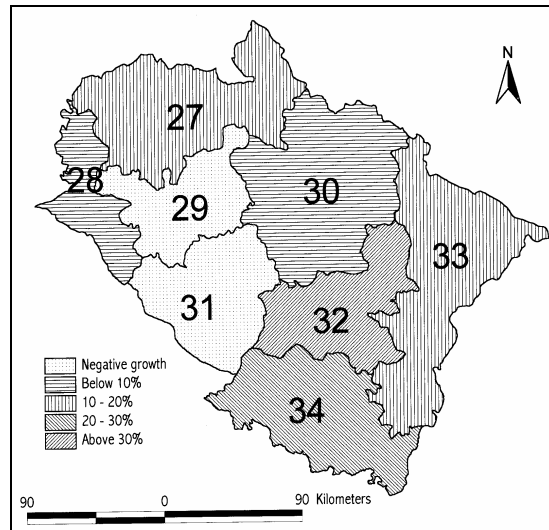 N
27
28
29
30
33
31
32
34
Negative growth
Below 10%
10 - 20%
20 - 30%
Above 30%
90 0 90 Kilometers